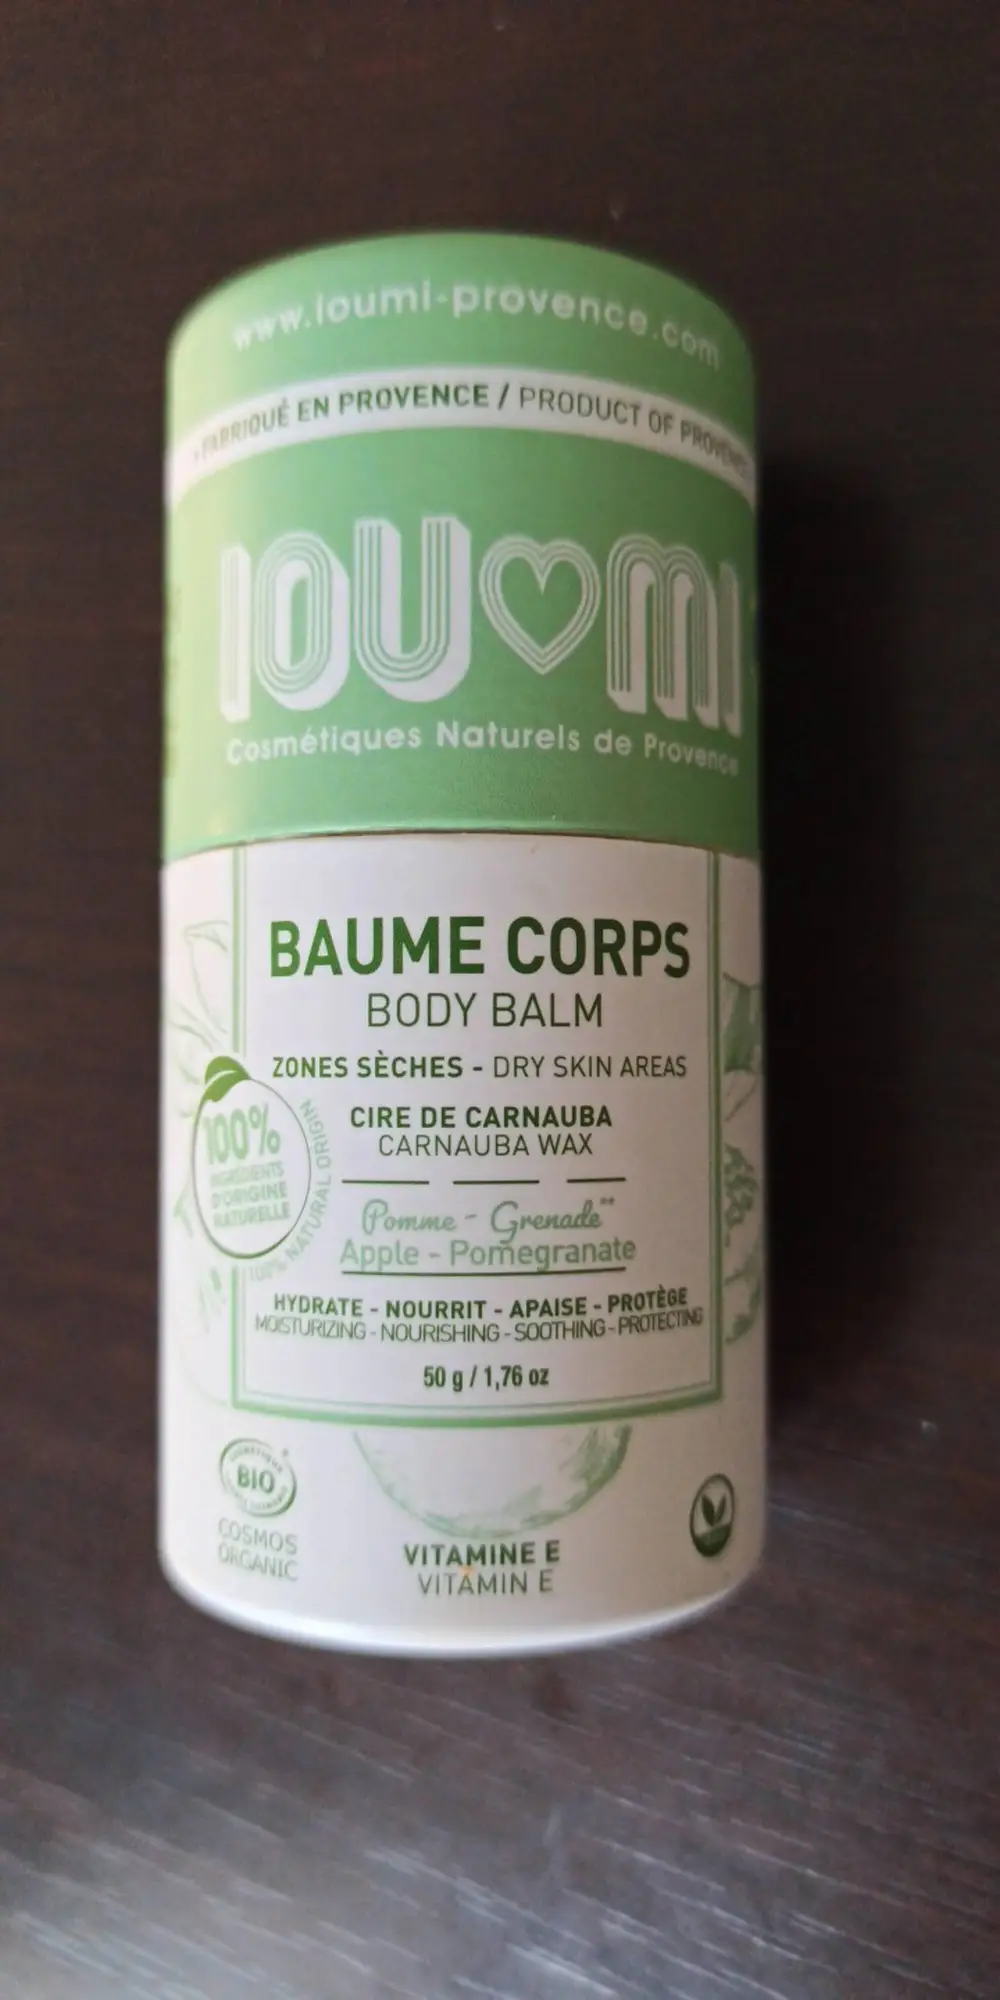 www.loumi-provence.com
FABRIQUÉ EN PROVENCE / PRODUCT OF PROVENCE
LOU♡MI
Cosmétiques Naturels de Provence
BAUME CORPS
BODY BALM
ZONES SÈCHES - DRY SKIN AREAS
CIRE DE CARNAUBA
CARNAUBA WAX
100%
INGRÉDIENTS
D'ORIGINE
NATURELLE
100% NATURAL ORIGIN
Pomme - Grenade**
Apple - Pomegranate
HYDRATE - NOURRIT - APAISE - PROTÈGE
MOISTURIZING - NOURISHING - SOOTHING - PROTECTING
50 g / 1,76 oz
BIO
COSMOS
ORGANIC
VITAMINE E
VITAMIN E